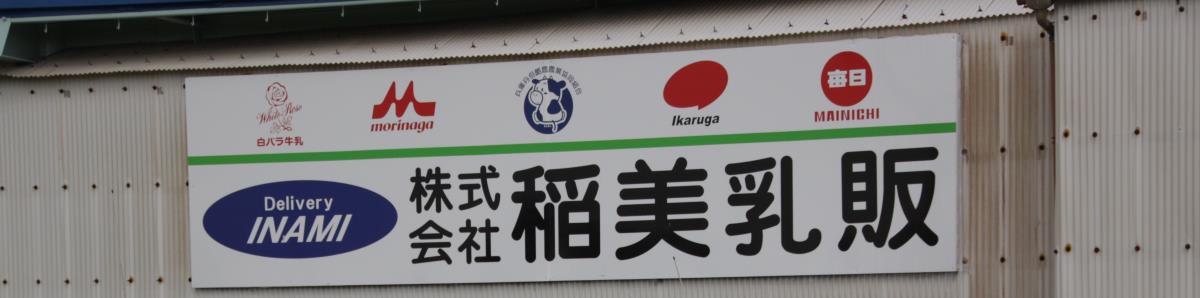 White Rose
白バラ牛乳
morinaga
Ikaruga
毎日
MAINICHI
Delivery
INAMI
株式
会社
稲美乳販